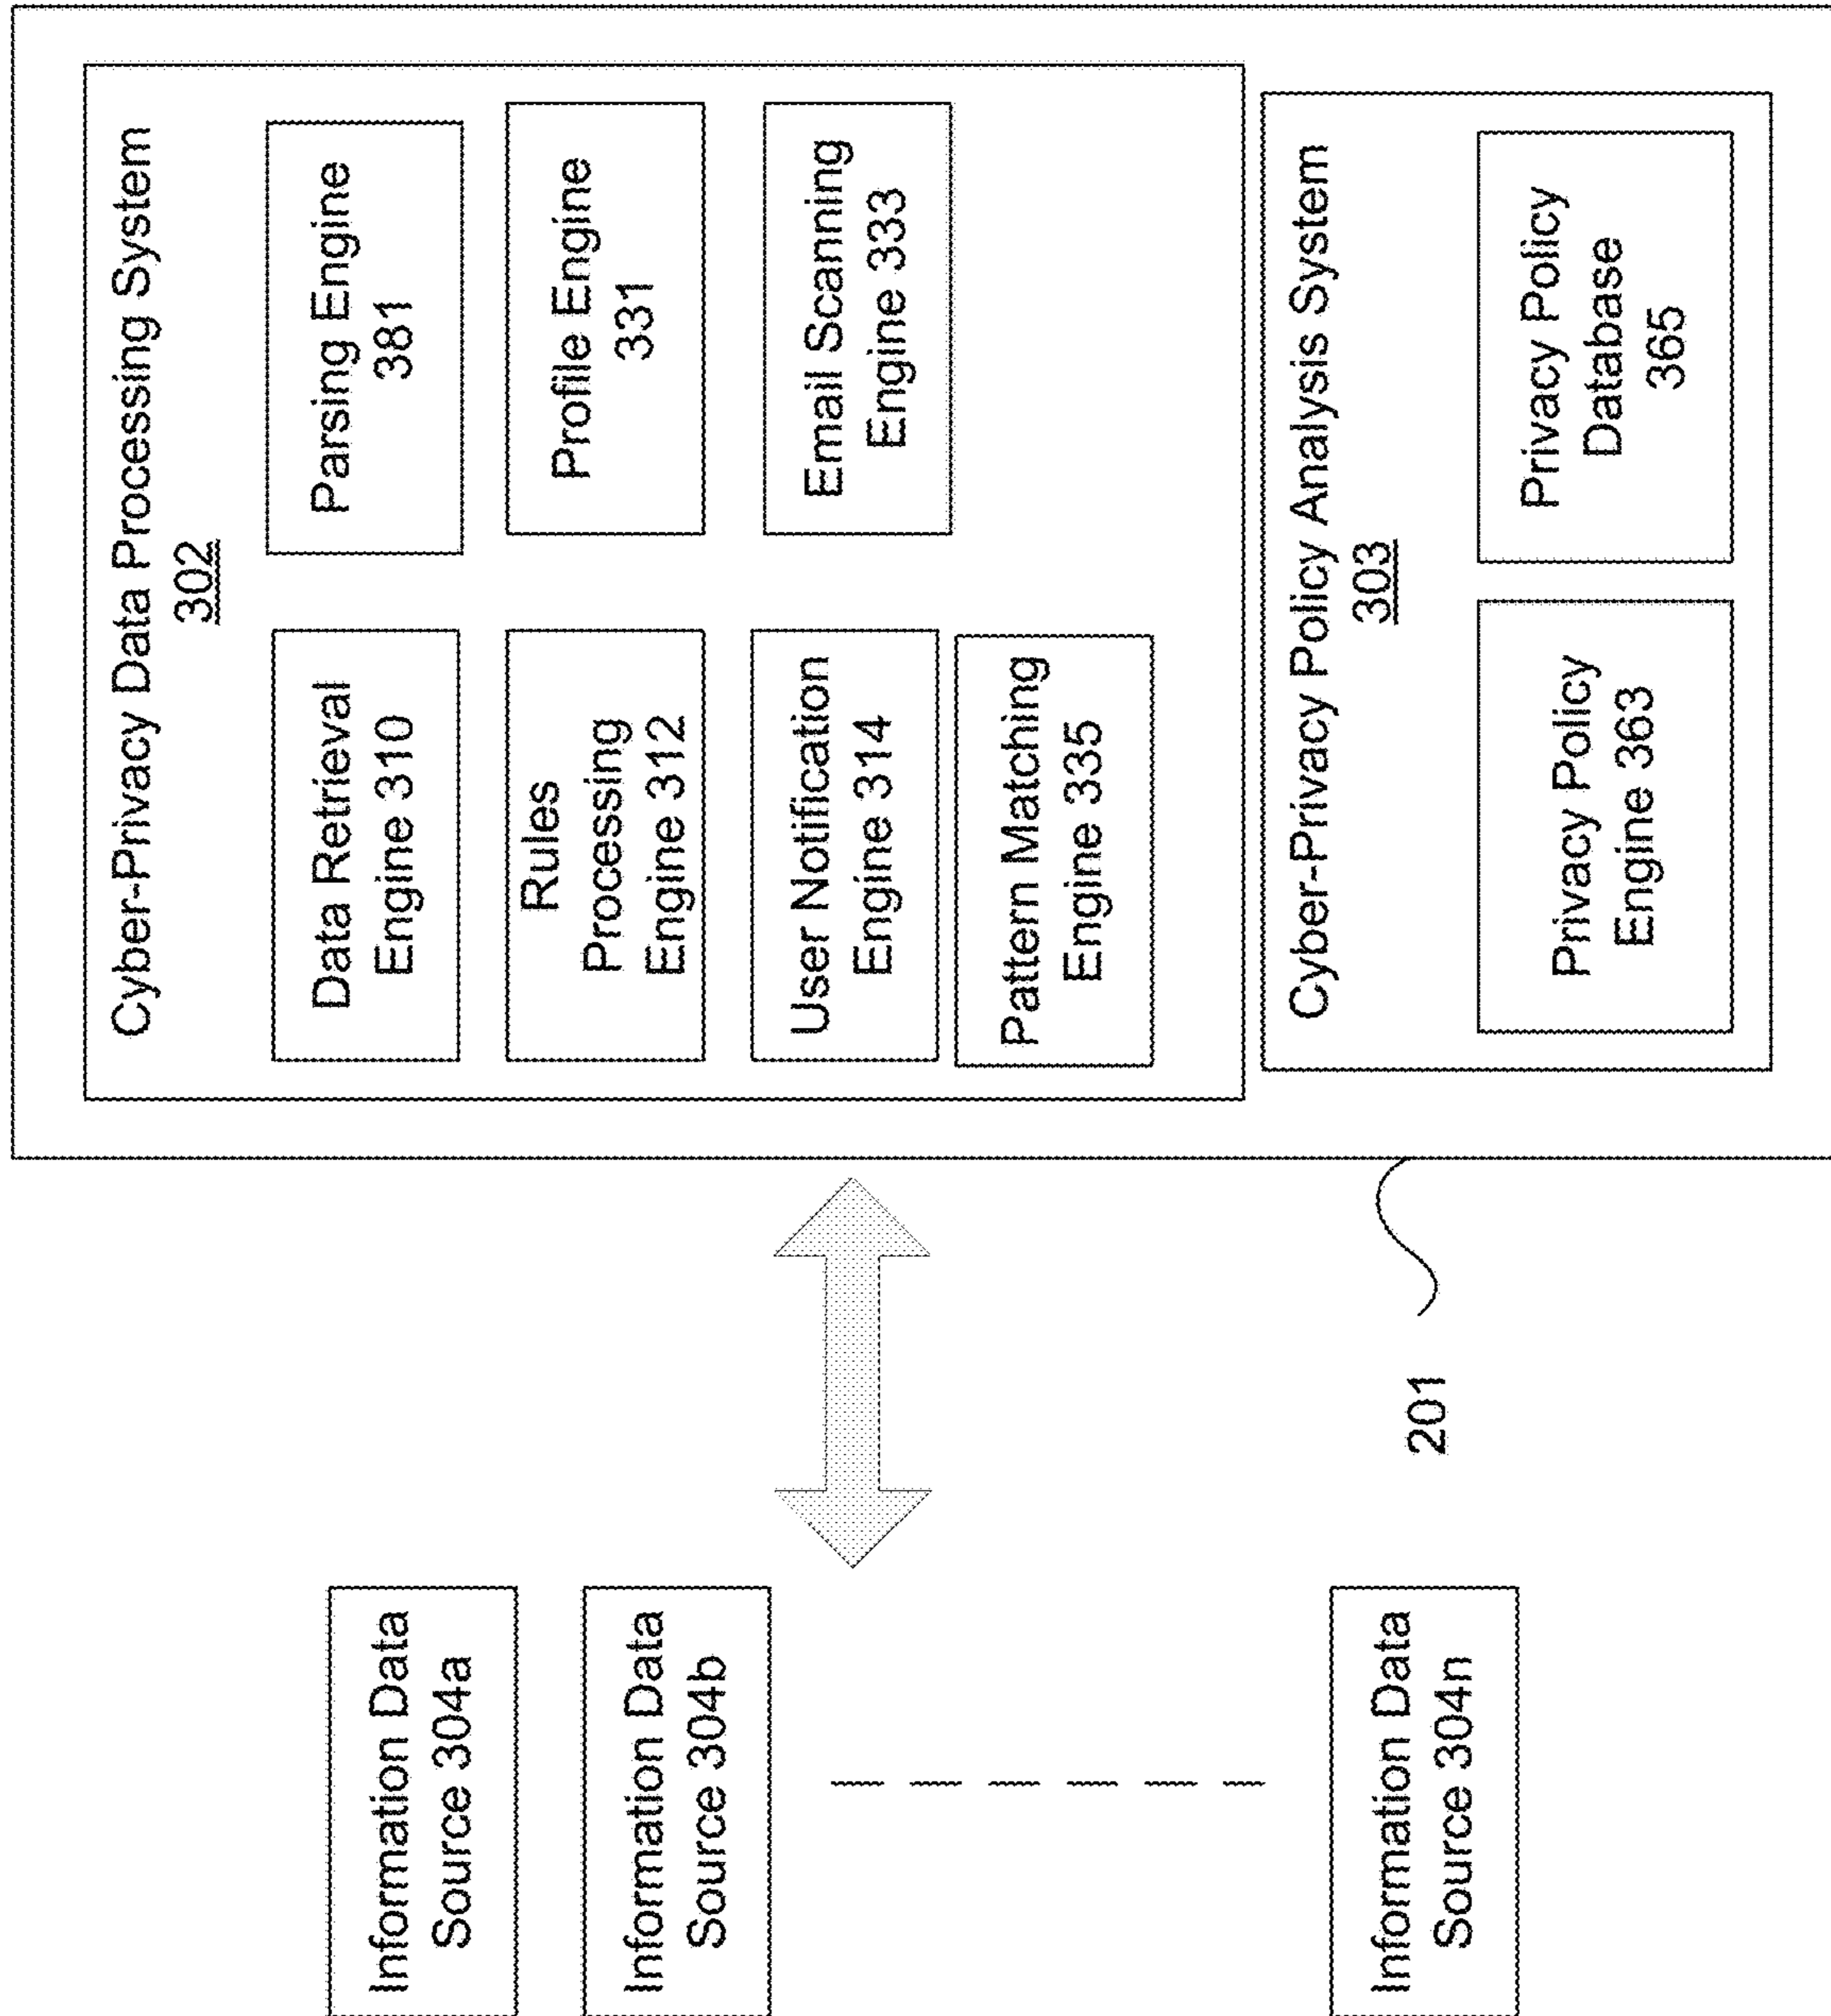 Information Data
Source 304a
Information Data
Source 304b
Information Data
Source 304n
201
Cyber-Privacy Data Processing System
302
Data Retrieval
Engine 310
Parsing Engine
381
Rules
Processing
Engine 312
Profile Engine
331
User Notification
Engine 314
Email Scanning
Engine 333
Pattern Matching
Engine 335
Cyber-Privacy Policy Analysis System
303
Privacy Policy
Engine 363
Privacy Policy
Database
365